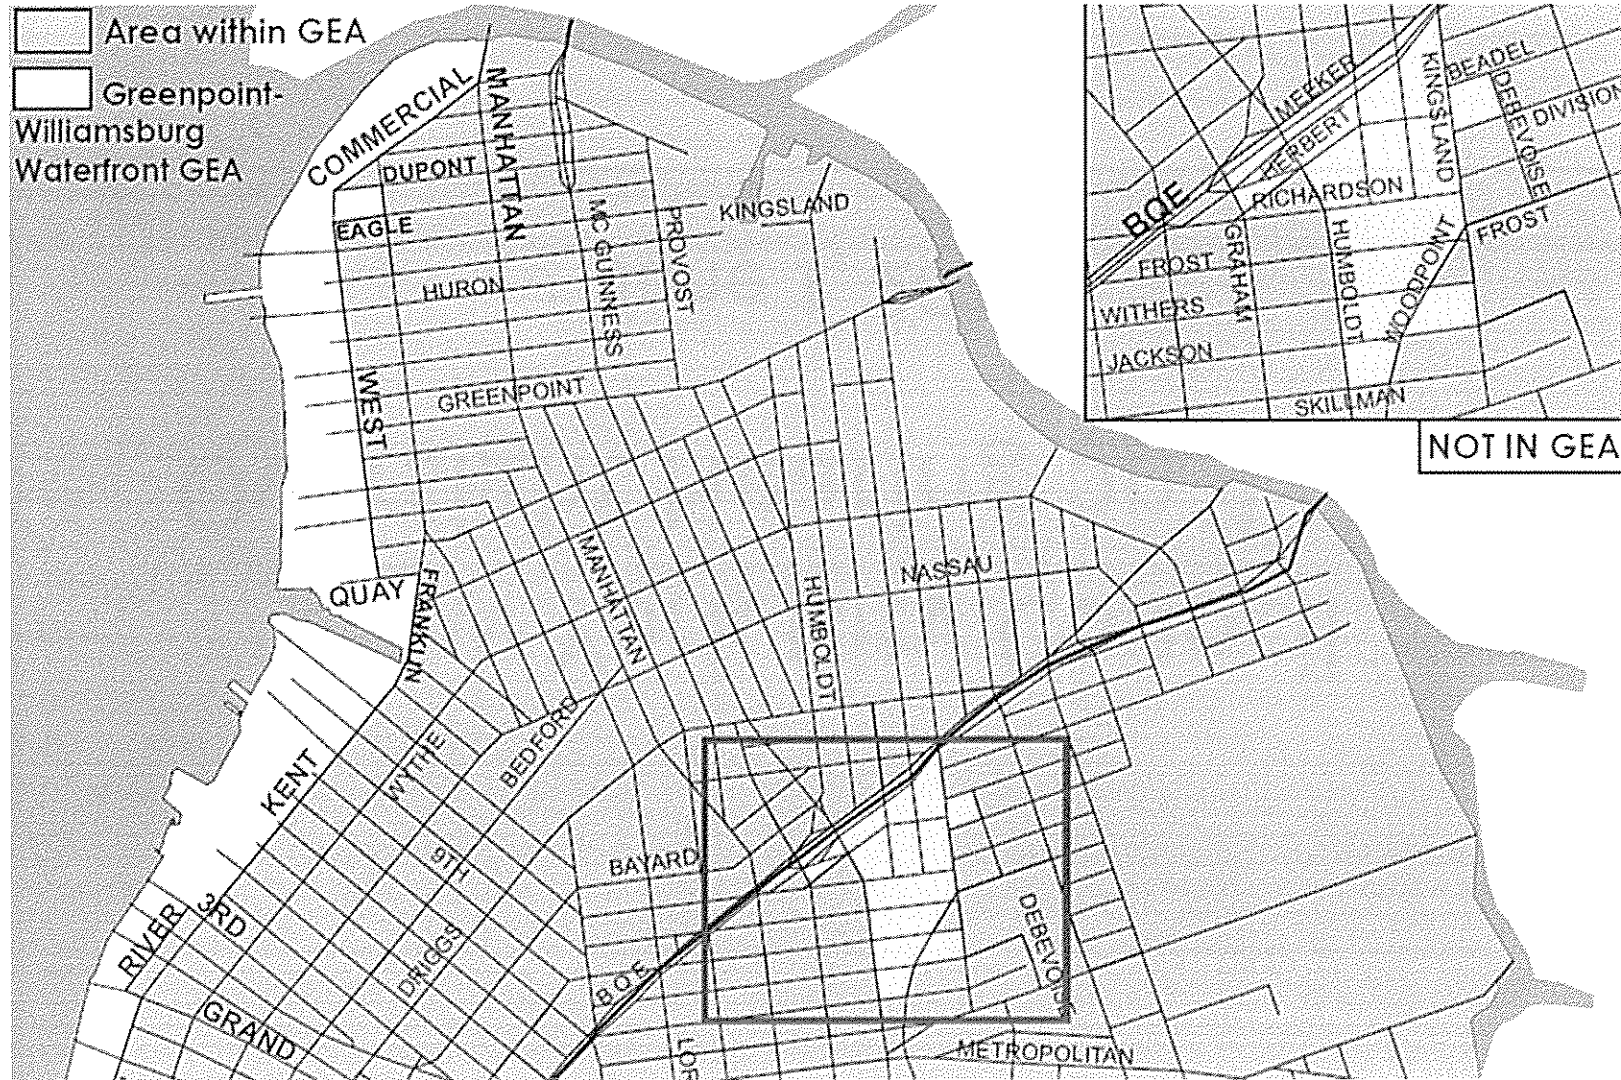 Area within GEA
Greenpoint-
Williamsburg
Waterfront GEA
COMMERCIAL
MANHATTAN
DUPONT
EAGLE
HURON
MC GUINNESS
PROVOST
KINGSLAND
WEST
GREENPOINT
QUAY
FRANKLIN
MANHATTAN
HUMBOLDT
NASSAU
KENT
WYTHE
BEDFORD
BAYARD
9TH
3RD
RIVER
DRIGGS
GRAND
B.Q.E.
LOR
DEBEVOISE
METROPOLITAN
MEEKER
HERBERT
KINGSLAND
BEADEL
DEBEVOISE
DIVISION
BQE
RICHARDSON
FROST
GRAHAM
HUMBOLDT
WOODPOINT
FROST
WITHERS
JACKSON
SKILLMAN
NOT IN GEA